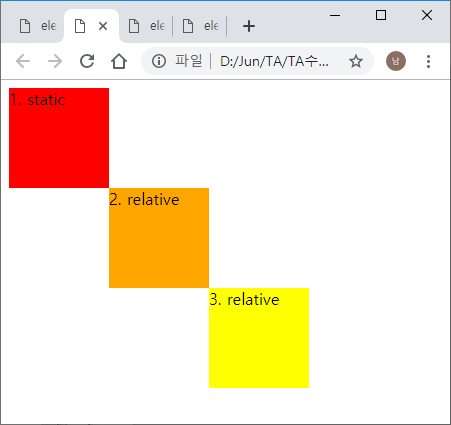 ele
ele
ele
파일 D:/Jun/TA/TA수...
남
1. static
2. relative
3. relative